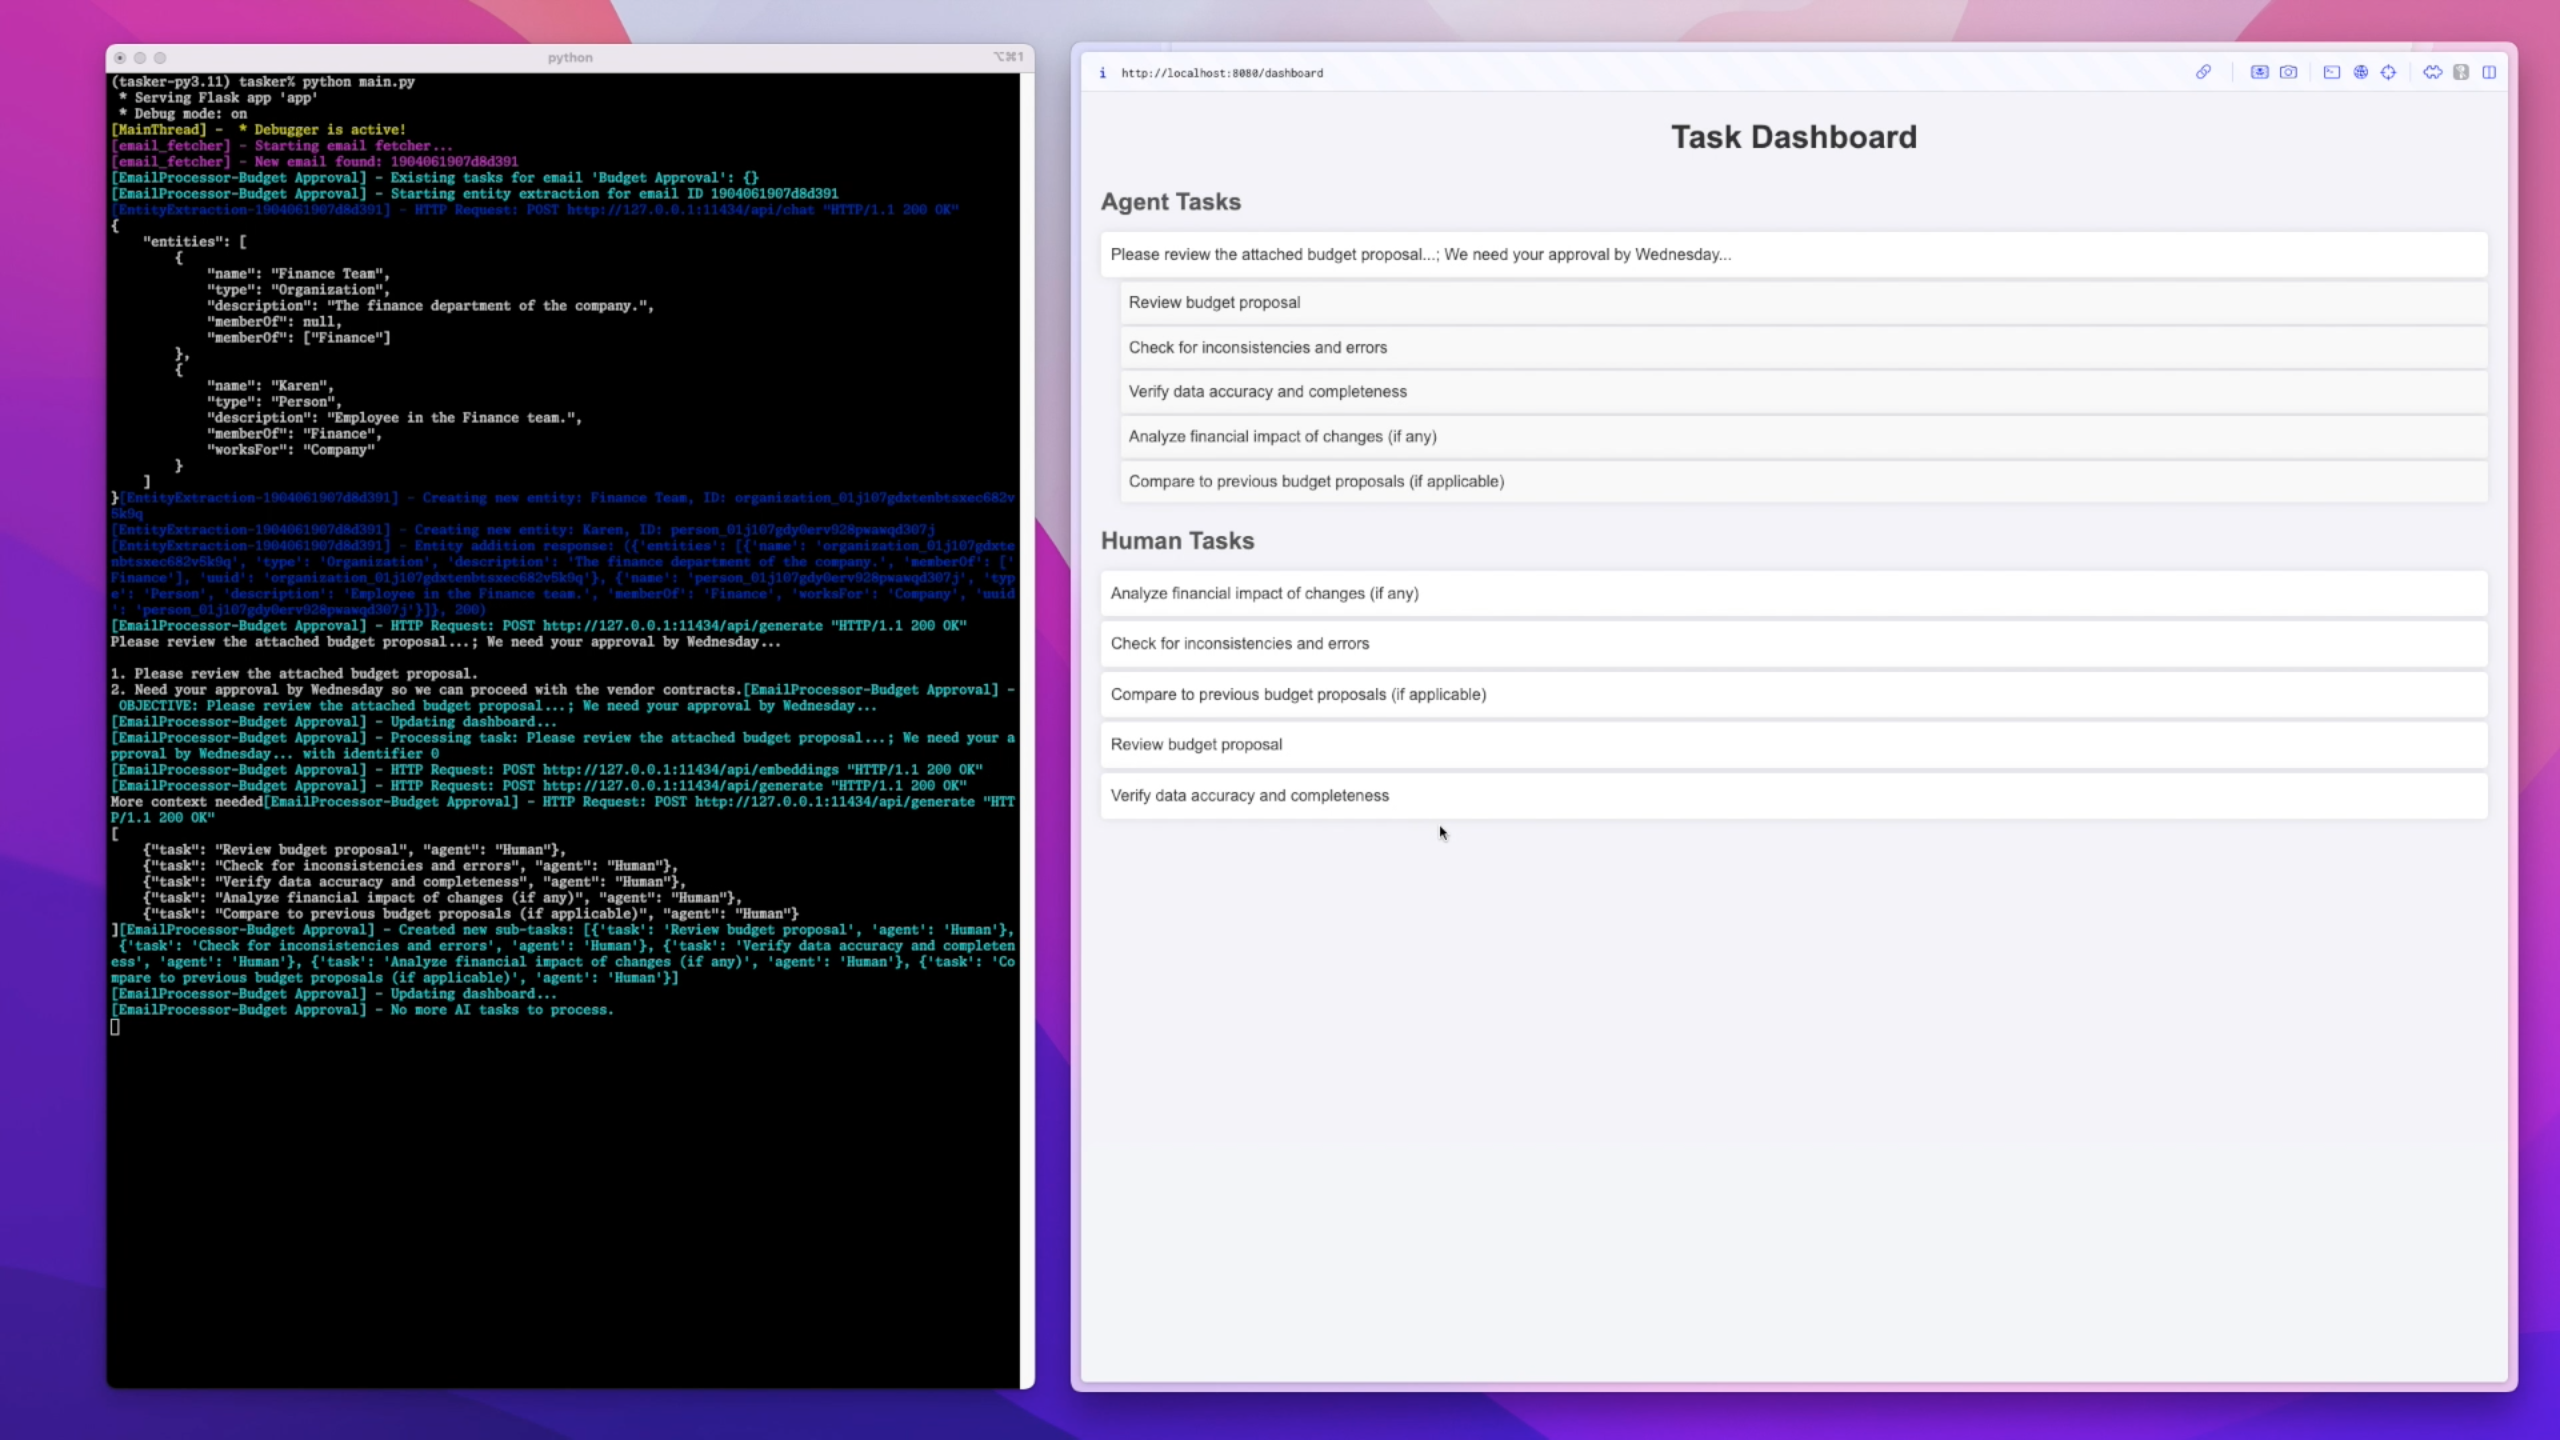 python
⌥⌘1
(tasker-py3.11) tasker% python main.py
 * Serving Flask app 'app'
 * Debug mode: on
[MainThread] -  * Debugger is active!
[email_fetcher] - Starting email fetcher...
[email_fetcher] - New email found: 1904061907d8d391
[EmailProcessor-Budget Approval] - Existing tasks for email 'Budget Approval': {}
[EmailProcessor-Budget Approval] - Starting entity extraction for email ID 1904061907d8d391
[EntityExtraction-1904061907d8d391] - HTTP Request: POST http://127.0.0.1:11434/api/chat "HTTP/1.1 200 OK"
{
    "entities": [
        {
            "name": "Finance Team",
            "type": "Organization",
            "description": "The finance department of the company.",
            "memberOf": null,
            "memberOf": ["Finance"]
        },
        {
            "name": "Karen",
            "type": "Person",
            "description": "Employee in the Finance team.",
            "memberOf": "Finance",
            "worksFor": "Company"
        }
    ]
}[EntityExtraction-1904061907d8d391] - Creating new entity: Finance Team, ID: organization_01j107gdxtenbtsxec682v
5k9q
[EntityExtraction-1904061907d8d391] - Creating new entity: Karen, ID: person_01j107gdy0erv928pwawqd307j
[EntityExtraction-1904061907d8d391] - Entity addition response: ({'entities': [{'name': 'organization_01j107gdxte
nbtsxec682v5k9q', 'type': 'Organization', 'description': 'The finance department of the company.', 'memberOf': ['
Finance'], 'uuid': 'organization_01j107gdxtenbtsxec682v5k9q'}, {'name': 'person_01j107gdy0erv928pwawqd307j', 'typ
e': 'Person', 'description': 'Employee in the Finance team.', 'memberOf': 'Finance', 'worksFor': 'Company', 'uuid
': 'person_01j107gdy0erv928pwawqd307j'}]}, 200)
[EmailProcessor-Budget Approval] - HTTP Request: POST http://127.0.0.1:11434/api/generate "HTTP/1.1 200 OK"
Please review the attached budget proposal...; We need your approval by Wednesday...
1. Please review the attached budget proposal.
2. Need your approval by Wednesday so we can proceed with the vendor contracts.[EmailProcessor-Budget Approval] -
 OBJECTIVE: Please review the attached budget proposal...; We need your approval by Wednesday...
[EmailProcessor-Budget Approval] - Updating dashboard...
[EmailProcessor-Budget Approval] - Processing task: Please review the attached budget proposal...; We need your a
pproval by Wednesday... with identifier 0
[EmailProcessor-Budget Approval] - HTTP Request: POST http://127.0.0.1:11434/api/embeddings "HTTP/1.1 200 OK"
[EmailProcessor-Budget Approval] - HTTP Request: POST http://127.0.0.1:11434/api/generate "HTTP/1.1 200 OK"
More context needed[EmailProcessor-Budget Approval] - HTTP Request: POST http://127.0.0.1:11434/api/generate "HTT
P/1.1 200 OK"
[
    {"task": "Review budget proposal", "agent": "Human"},
    {"task": "Check for inconsistencies and errors", "agent": "Human"},
    {"task": "Verify data accuracy and completeness", "agent": "Human"},
    {"task": "Analyze financial impact of changes (if any)", "agent": "Human"},
    {"task": "Compare to previous budget proposals (if applicable)", "agent": "Human"}
][EmailProcessor-Budget Approval] - Created new sub-tasks: [{'task': 'Review budget proposal', 'agent': 'Human'},
 {'task': 'Check for inconsistencies and errors', 'agent': 'Human'}, {'task': 'Verify data accuracy and completen
ess', 'agent': 'Human'}, {'task': 'Analyze financial impact of changes (if any)', 'agent': 'Human'}, {'task': 'Co
mpare to previous budget proposals (if applicable)', 'agent': 'Human'}]
[EmailProcessor-Budget Approval] - Updating dashboard...
[EmailProcessor-Budget Approval] - No more AI tasks to process.
http://localhost:8080/dashboard
Task Dashboard
Agent Tasks
Please review the attached budget proposal...; We need your approval by Wednesday...
Review budget proposal
Check for inconsistencies and errors
Verify data accuracy and completeness
Analyze financial impact of changes (if any)
Compare to previous budget proposals (if applicable)
Human Tasks
Analyze financial impact of changes (if any)
Check for inconsistencies and errors
Compare to previous budget proposals (if applicable)
Review budget proposal
Verify data accuracy and completeness